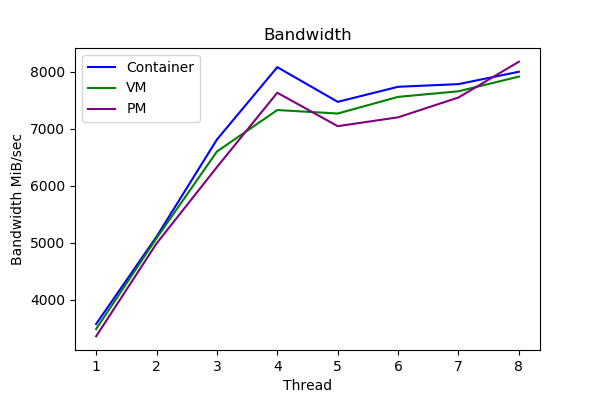 Bandwidth
Container
VM
PM
8000
7000
6000
5000
4000
Bandwidth MiB/sec
1 2 3 4 5 6 7 8
Thread